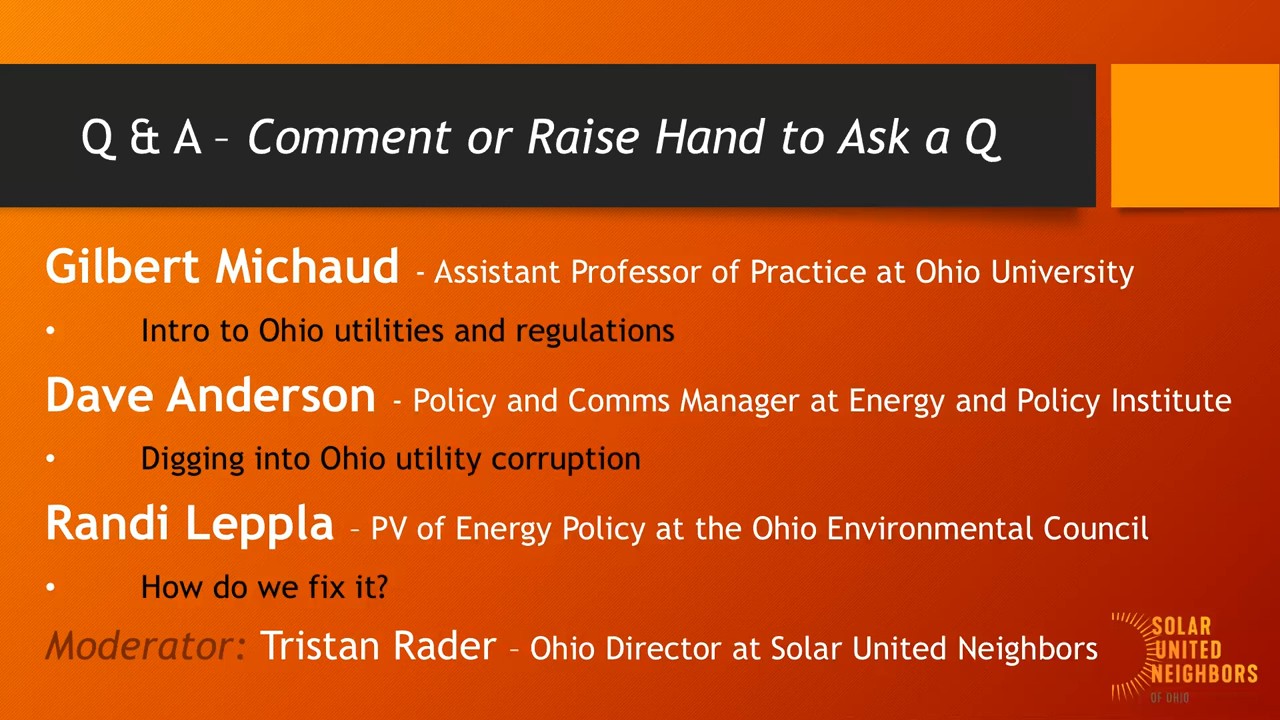 Q & A – Comment or Raise Hand to Ask a Q
Gilbert Michaud - Assistant Professor of Practice at Ohio University
• Intro to Ohio utilities and regulations
Dave Anderson - Policy and Comms Manager at Energy and Policy Institute
• Digging into Ohio utility corruption
Randi Leppla – PV of Energy Policy at the Ohio Environmental Council
• How do we fix it?
Moderator: Tristan Rader – Ohio Director at Solar United Neighbors
SOLAR
UNITED
NEIGHBORS
OF OHIO